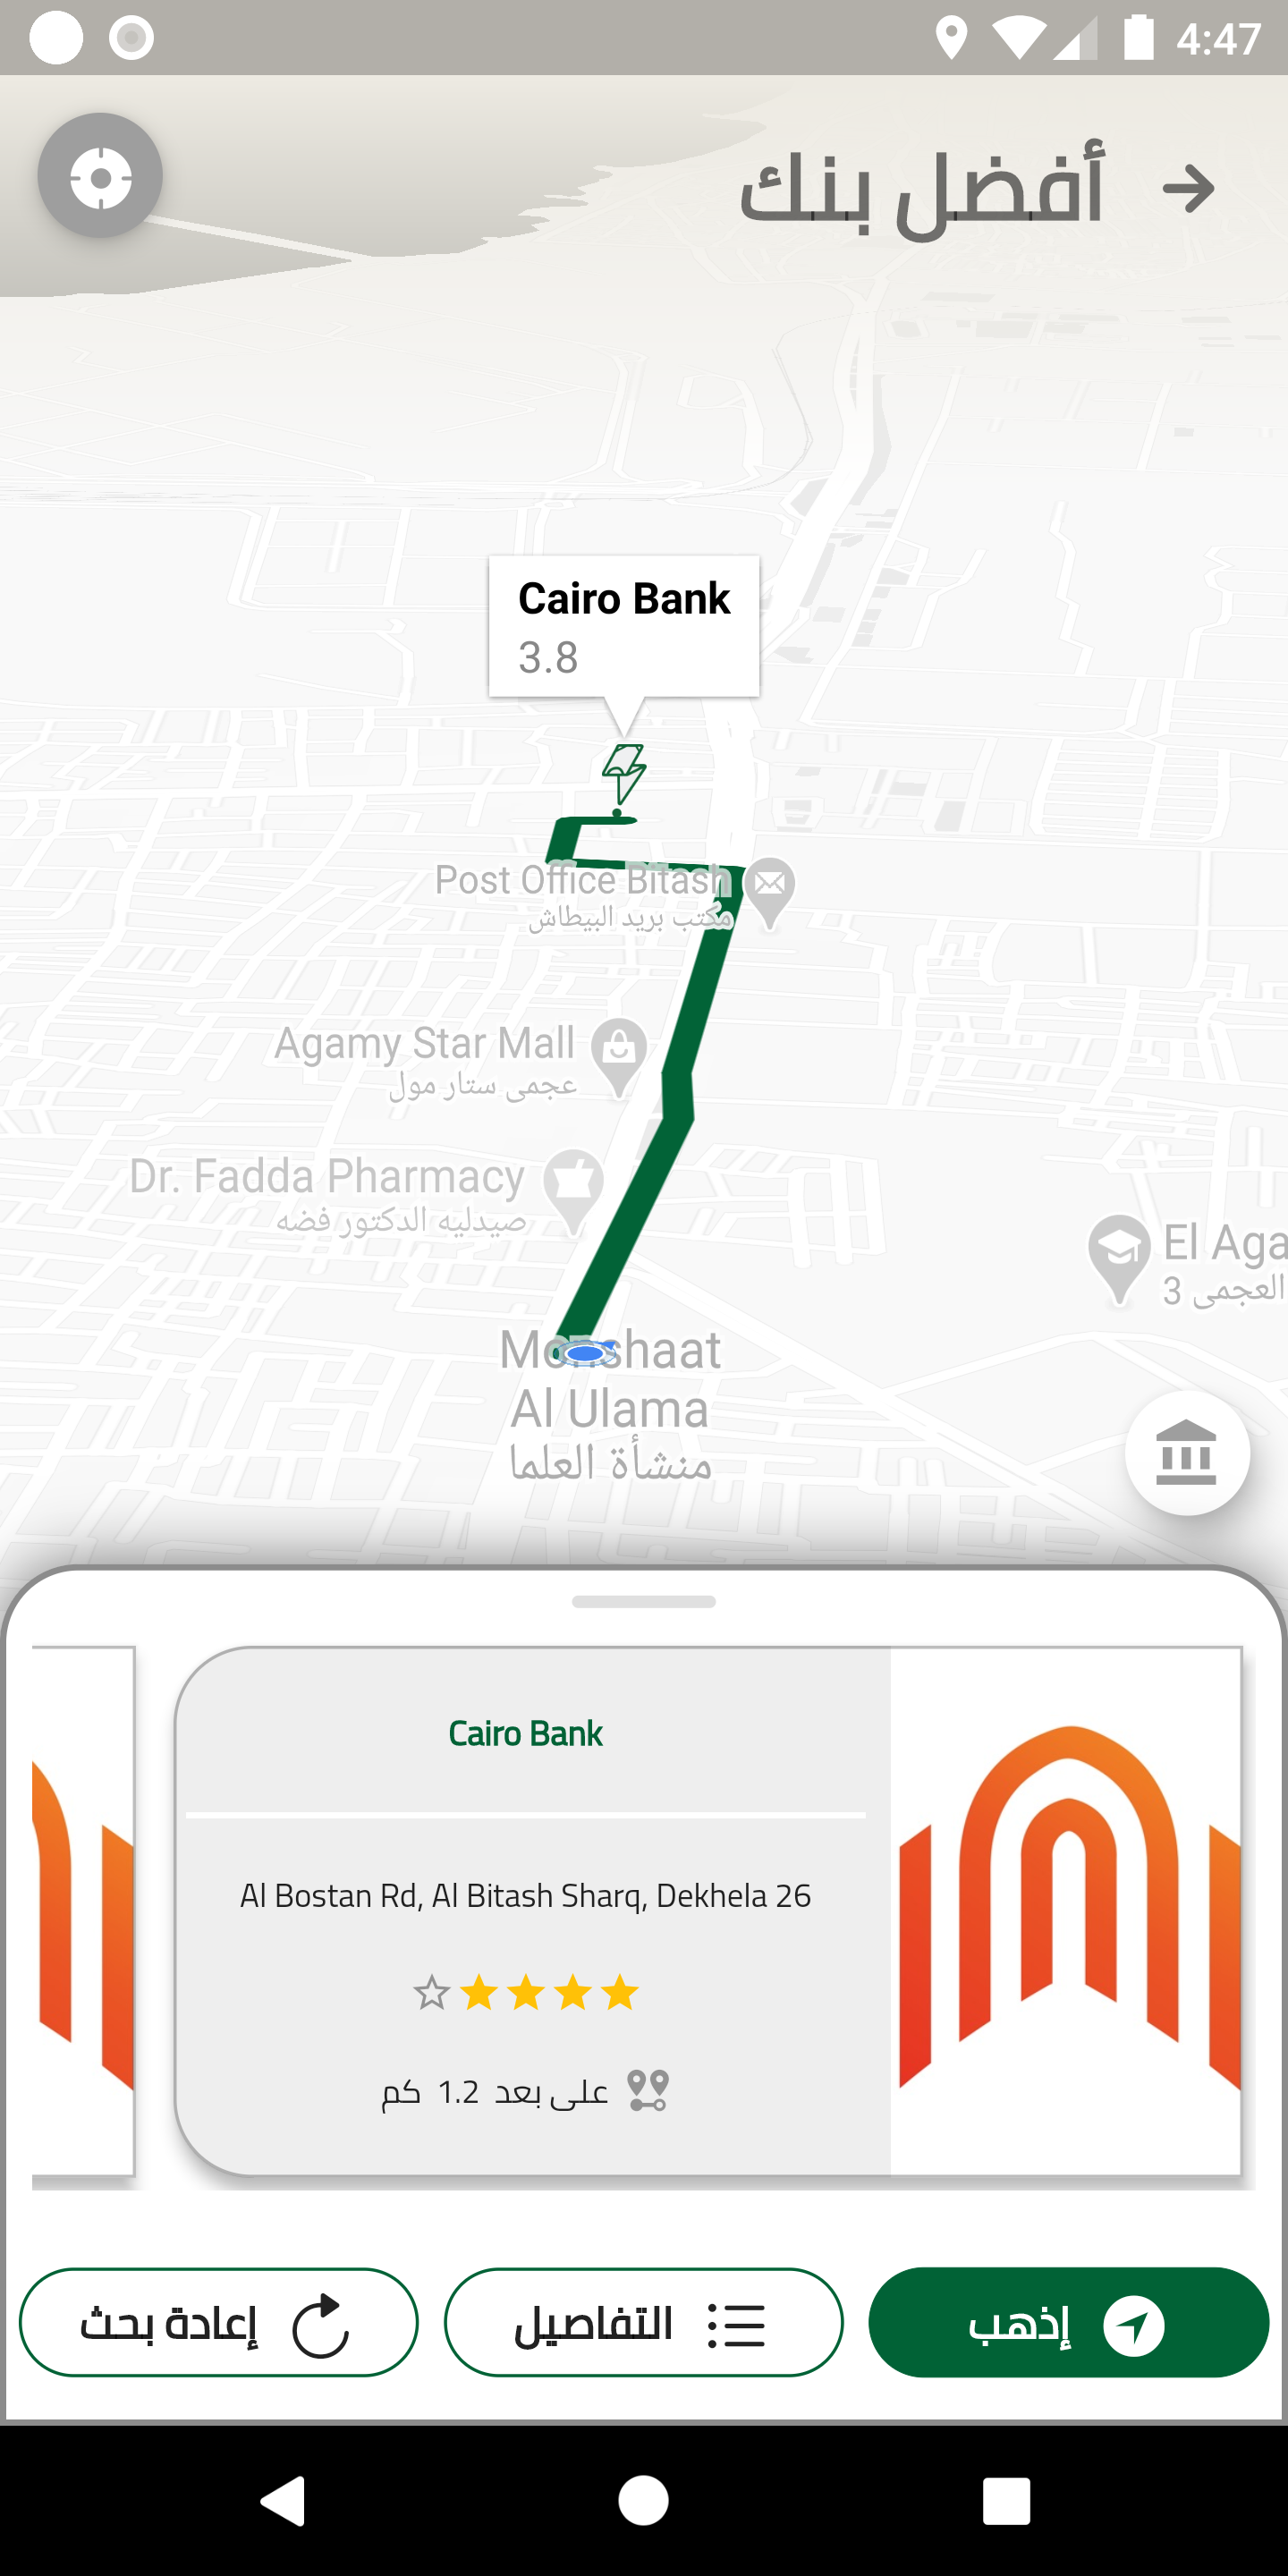 4:47
أفضل بنك
Cairo Bank
3.8
Post Office Bitash
مكتب بريد البيطاش
Agamy Star Mall
عجمى ستار مول
Dr. Fadda Pharmacy
صيدليه الدكتور فضه
El Aga
العجمى 3
Monshaat
Al Ulama
منشأة العلما
Cairo Bank
Al Bostan Rd, Al Bitash Sharq, Dekhela 26
على بعد 1.2 كم
إذهب
التفاصيل
إعادة بحث